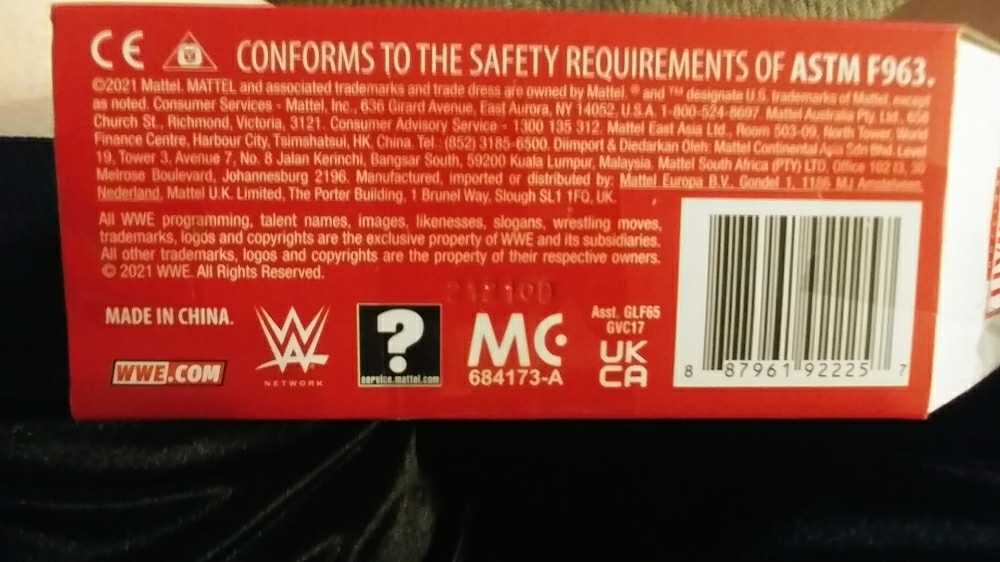 CE CONFORMS TO THE SAFETY REQUIREMENTS OF ASTM F963.
©2021 Mattel. MATTEL and associated trademarks and trade dress are owned by Mattel. ® and ™ designate U.S. trademarks of Mattel, except
as noted. Consumer Services - Mattel, Inc., 636 Girard Avenue, East Aurora, NY 14052, U.S.A. 1-800-524-8697. Mattel Australia Pty. Ltd., 658
Church St., Richmond, Victoria, 3121. Consumer Advisory Service - 1300 135 312. Mattel East Asia Ltd., Room 503-09, North Tower, World
Finance Centre, Harbour City, Tsimshatsui, HK, China. Tel.: (852) 3185-6500. Diimport & Diedarkan Oleh: Mattel Continental Asia Sdn Bhd. Level
19, Tower 3, Avenue 7, No. 8 Jalan Kerinchi, Bangsar South, 59200 Kuala Lumpur, Malaysia. Mattel South Africa (PTY) LTD, Office 102 I3, 30
Melrose Boulevard, Johannesburg 2196. Manufactured, imported or distributed by: Mattel Europa B.V., Gondel 1, 1186 MJ Amstelveen,
Nederland. Mattel U.K. Limited, The Porter Building, 1 Brunel Way, Slough SL1 1FQ, UK.
All WWE programming, talent names, images, likenesses, slogans, wrestling moves,
trademarks, logos and copyrights are the exclusive property of WWE and its subsidiaries.
All other trademarks, logos and copyrights are the property of their respective owners.
© 2021 WWE. All Rights Reserved.
MADE IN CHINA.
WWE.COM
W
NETWORK
?
service.mattel.com
MC
684173-A
Asst. GLF65
GVC17
UK
CA
8 87961 92225 7